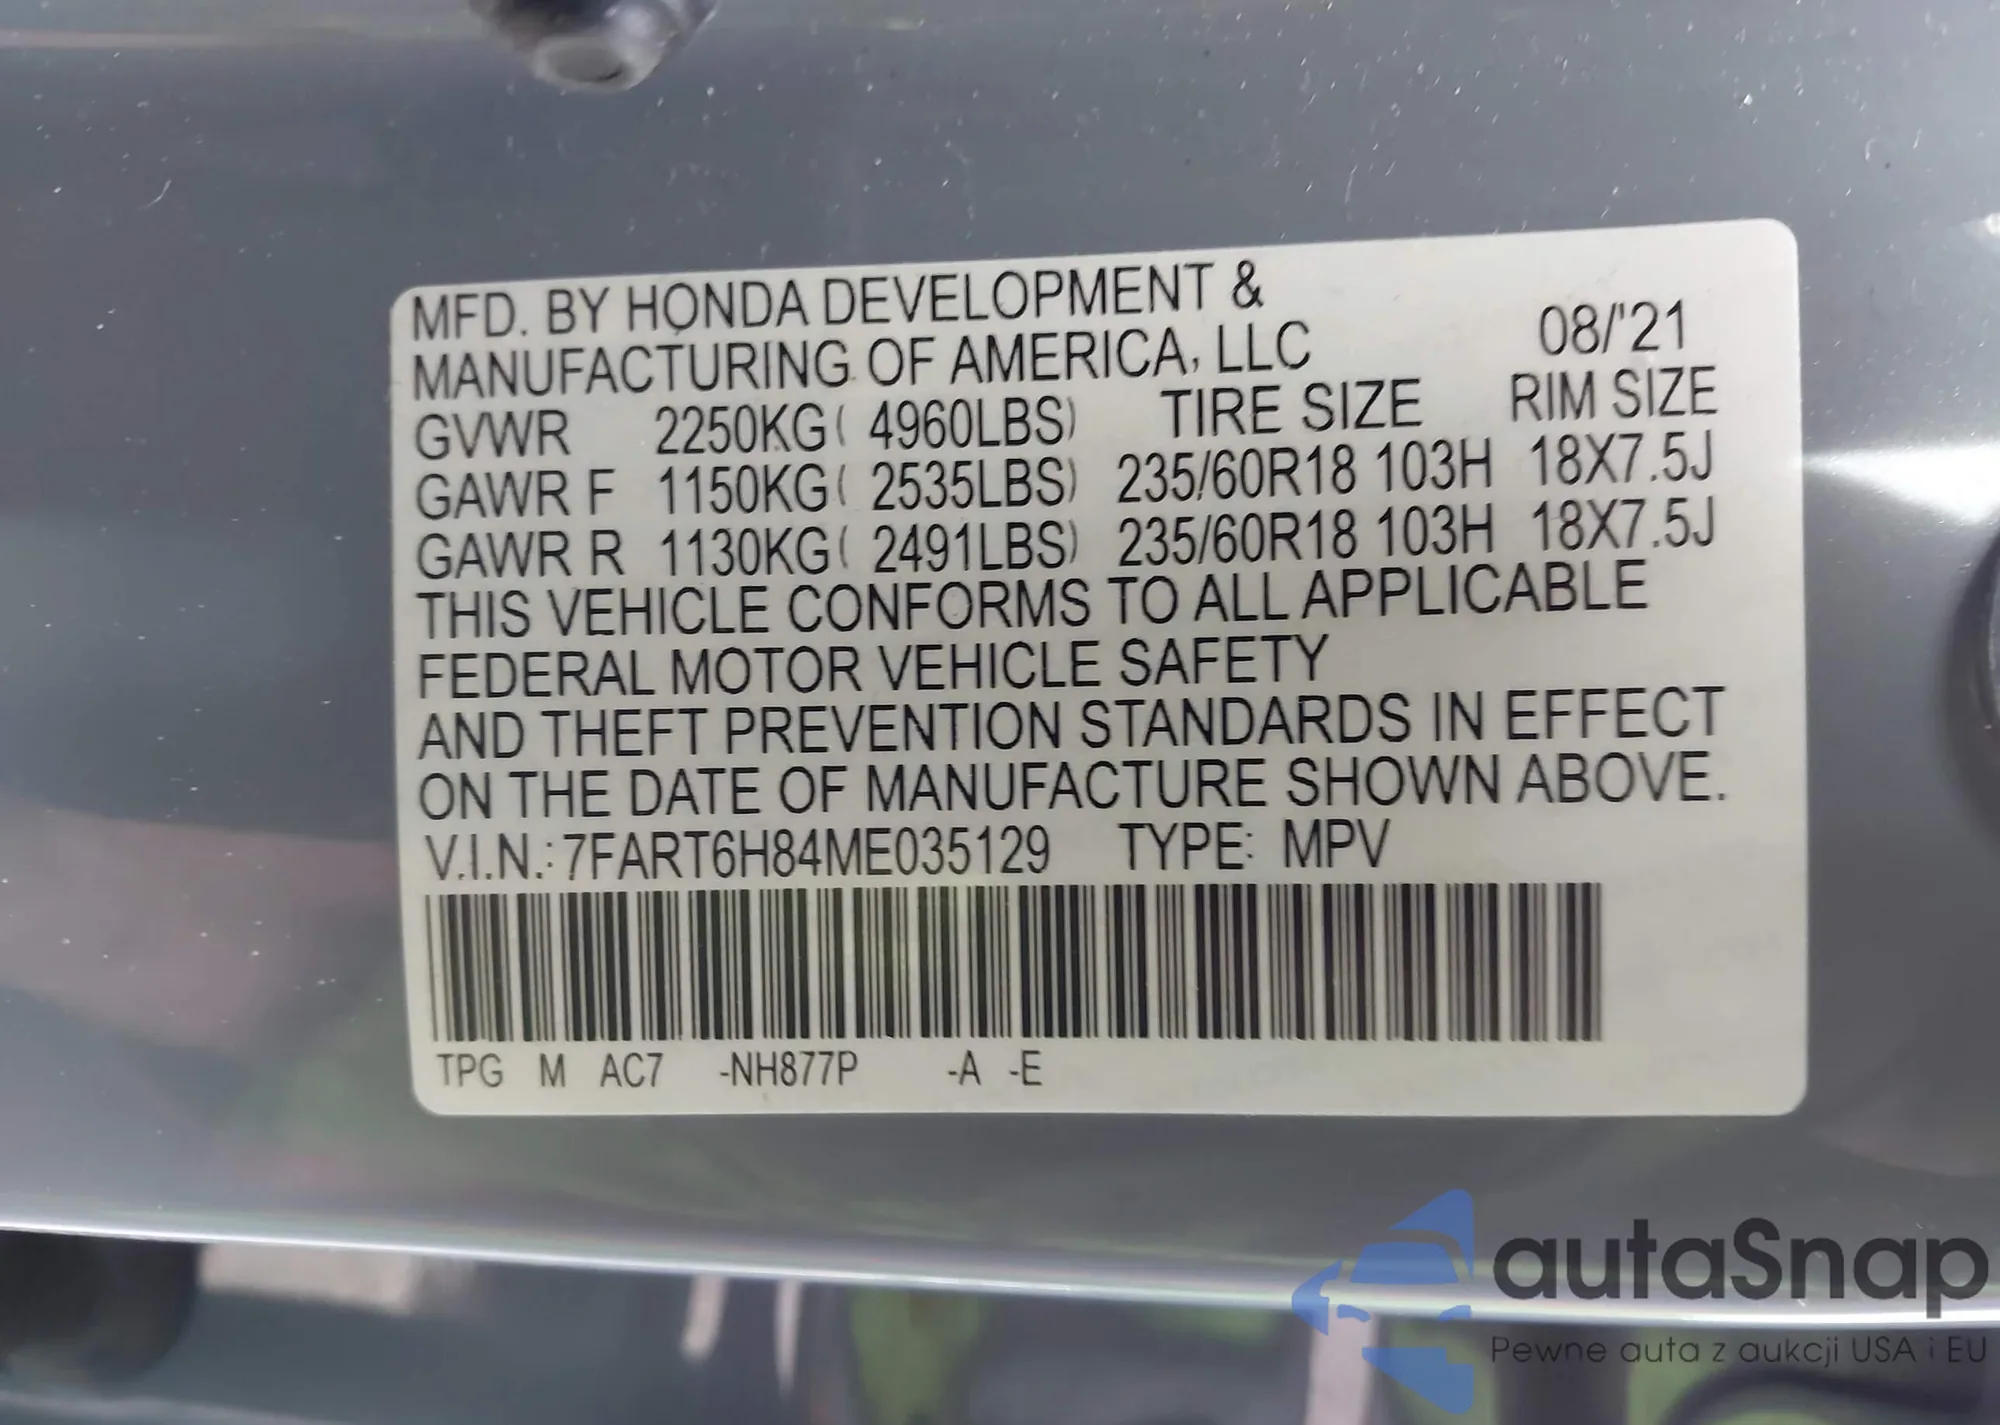 MFD. BY HONDA DEVELOPMENT &
MANUFACTURING OF AMERICA, LLC 08/'21
GVWR 2250KG( 4960LBS) TIRE SIZE RIM SIZE
GAWR F 1150KG( 2535LBS) 235/60R18 103H 18X7.5J
GAWR R 1130KG( 2491LBS) 235/60R18 103H 18X7.5J
THIS VEHICLE CONFORMS TO ALL APPLICABLE
FEDERAL MOTOR VEHICLE SAFETY
AND THEFT PREVENTION STANDARDS IN EFFECT
ON THE DATE OF MANUFACTURE SHOWN ABOVE.
V.I.N.: 7FART6H84ME035129 TYPE: MPV
TPG M AC7 -NH877P -A -E
autaSnap
Pewne auta z aukcji USA i EU